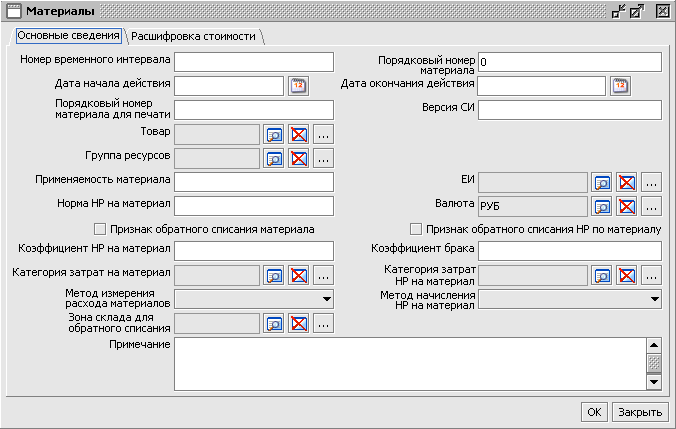 Материалы
Основные сведения
Расшифровка стоимости
Номер временного интервала
Порядковый номер
материала
0
Дата начала действия
12
Дата окончания действия
12
Порядковый номер
материала для печати
Версия СИ
Товар
...
Группа ресурсов
...
Применяемость материала
ЕИ
...
Норма НР на материал
Валюта
РУБ
...
Признак обратного списания материала
Признак обратного списания НР по материалу
Коэффициент НР на материал
Коэффициент брака
Категория затрат на материал
...
Категория затрат
НР на материал
...
Метод измерения
расхода материалов
Метод начисления
НР на материал
Зона склада для
обратного списания
...
Примечание
OK
Закрыть